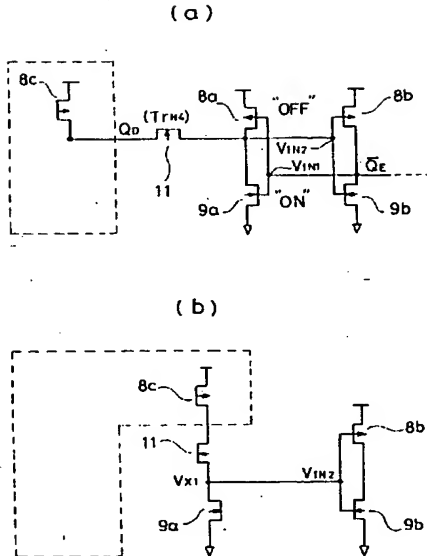 (a)
8c
(TrN4)
QD
11
8a
"OFF"
8b
VIN2
VIN1
Q̅E
9a
"ON"
9b
(b)
8c
11
VX1
9a
VIN2
8b
9b